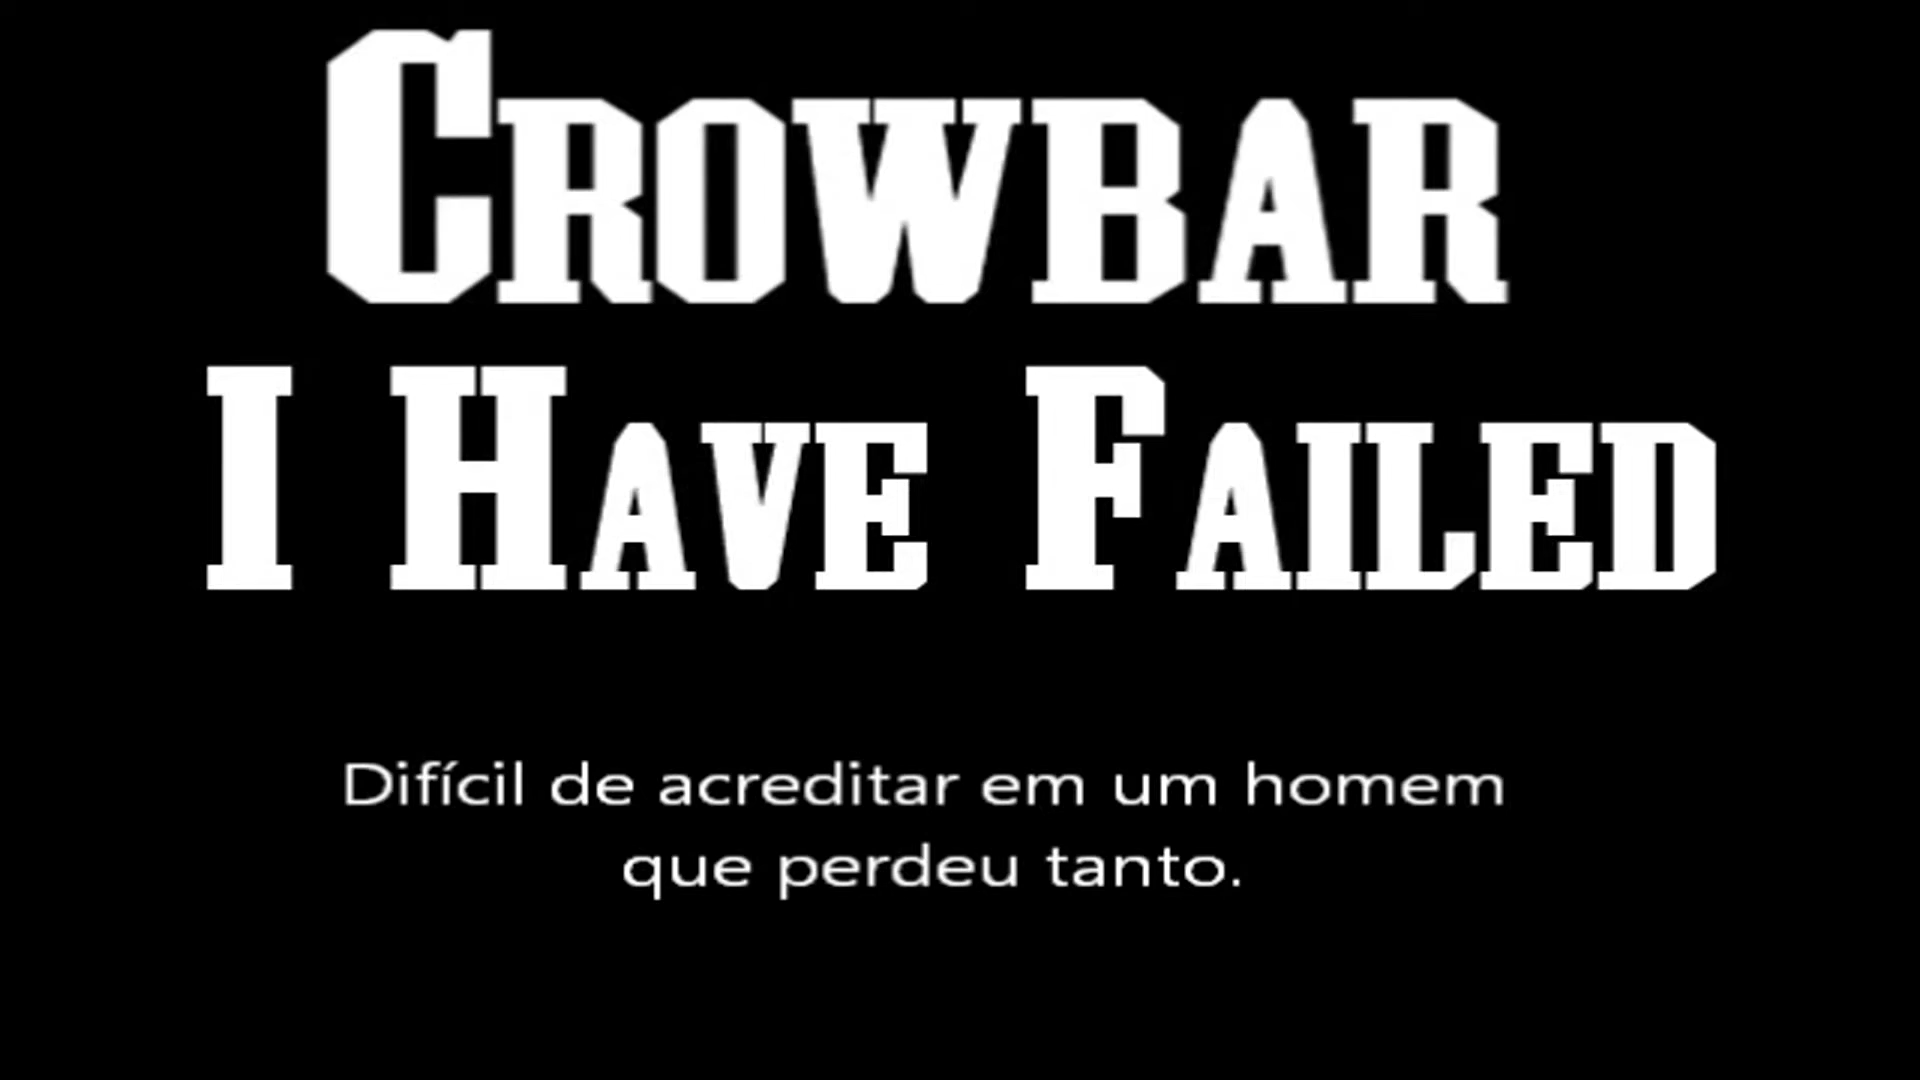 CROWBAR
I HAVE FAILED
Difícil de acreditar em um homem
que perdeu tanto.